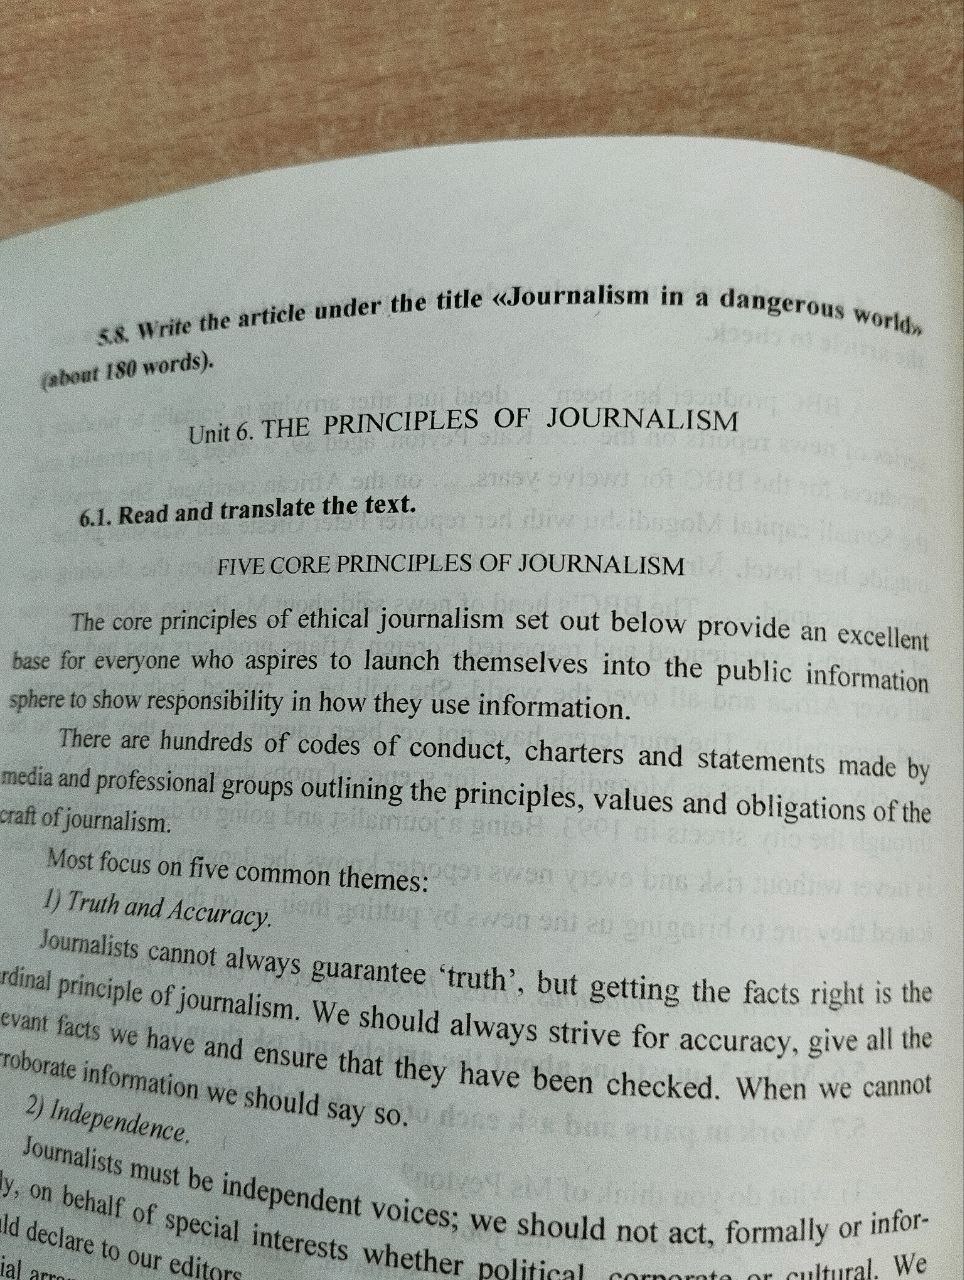 5.8. Write the article under the title «Journalism in a dangerous world»
(about 180 words).
Unit 6. THE PRINCIPLES OF JOURNALISM
6.1. Read and translate the text.
FIVE CORE PRINCIPLES OF JOURNALISM
The core principles of ethical journalism set out below provide an excellent
base for everyone who aspires to launch themselves into the public information
sphere to show responsibility in how they use information.
There are hundreds of codes of conduct, charters and statements made by
media and professional groups outlining the principles, values and obligations of the
craft of journalism.
Most focus on five common themes:
1) Truth and Accuracy.
Journalists cannot always guarantee ‘truth’, but getting the facts right is the
rdinal principle of journalism. We should always strive for accuracy, give all the
evant facts we have and ensure that they have been checked. When we cannot
rroborate information we should say so.
2) Independence.
Journalists must be independent voices; we should not act, formally or infor-
ly, on behalf of special interests whether political, corporate or cultural. We
ld declare to our editors
ial